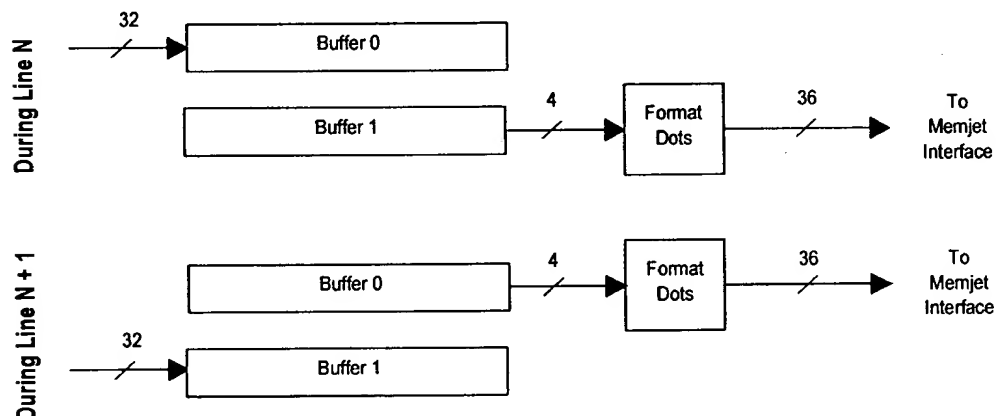 During Line N
32
Buffer 0
Buffer 1
4
Format
Dots
36
To
Memjet
Interface
During Line N + 1
Buffer 0
4
Format
Dots
36
To
Memjet
Interface
32
Buffer 1